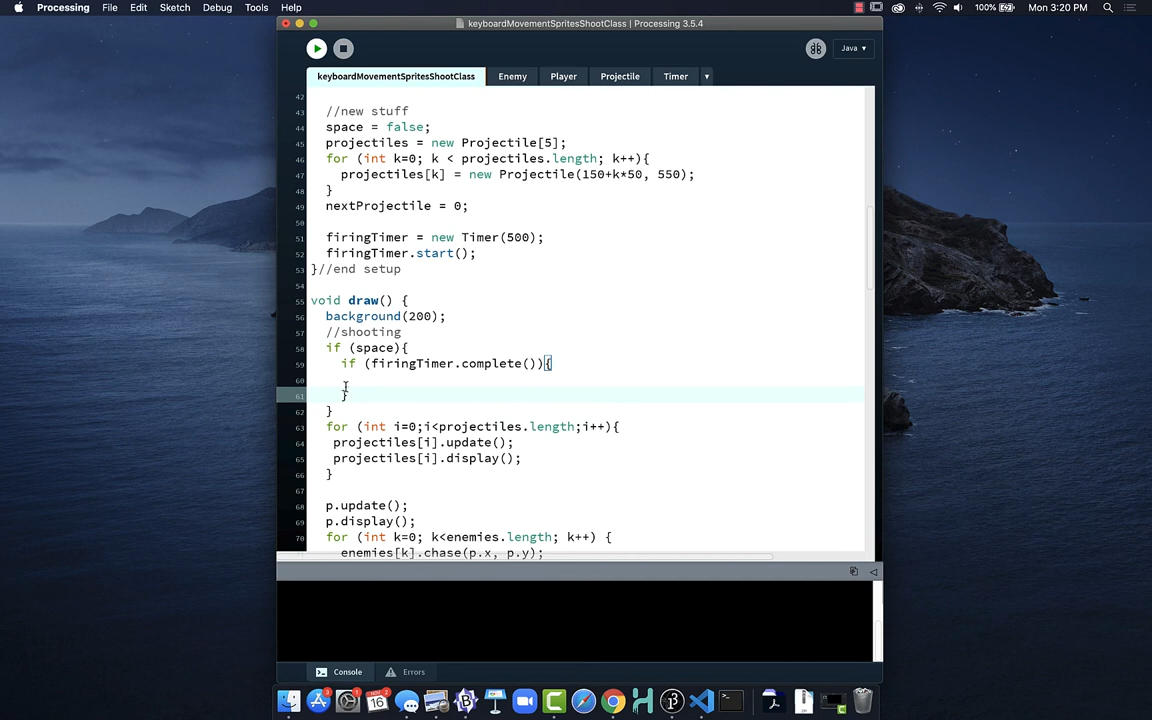 Processing File Edit Sketch Debug Tools Help 100% Mon 3:20 PM
keyboardMovementSpritesShootClass | Processing 3.5.4
Java ▾
keyboardMovementSpritesShootClass Enemy Player Projectile Timer ▾
42
43 //new stuff
44 space = false;
45 projectiles = new Projectile[5];
46 for (int k=0; k < projectiles.length; k++){
47 projectiles[k] = new Projectile(150+k*50, 550);
48 }
49 nextProjectile = 0;
50
51 firingTimer = new Timer(500);
52 firingTimer.start();
53 }//end setup
54
55 void draw() {
56 background(200);
57 //shooting
58 if (space){
59 if (firingTimer.complete()){
60
61 }
62 }
63 for (int i=0;i<projectiles.length;i++){
64 projectiles[i].update();
65 projectiles[i].display();
66 }
67
68 p.update();
69 p.display();
70 for (int k=0; k<enemies.length; k++) {
enemies[k].chase(p.x, p.y);
Console Errors
3 1 NOV 16 2